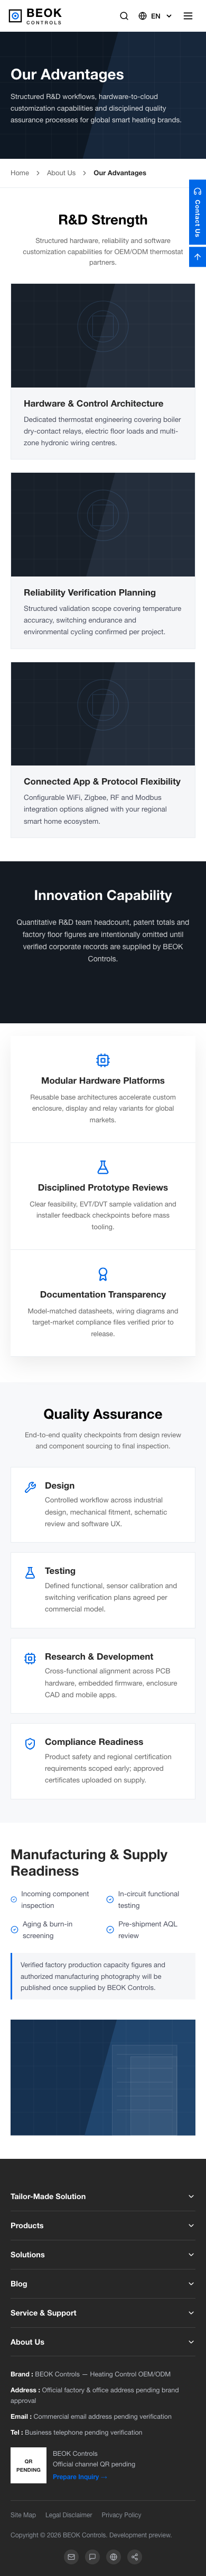 BEOK
CONTROLS
EN
Our Advantages
Structured R&D workflows, hardware-to-cloud
customization capabilities and disciplined quality
assurance processes for global smart heating brands.
Home > About Us > Our Advantages
Contact Us
R&D Strength
Structured hardware, reliability and software
customization capabilities for OEM/ODM thermostat
partners.
Hardware & Control Architecture
Dedicated thermostat engineering covering boiler
dry-contact relays, electric floor loads and multi-
zone hydronic wiring centres.
Reliability Verification Planning
Structured validation scope covering temperature
accuracy, switching endurance and
environmental cycling confirmed per project.
Connected App & Protocol Flexibility
Configurable WiFi, Zigbee, RF and Modbus
integration options aligned with your regional
smart home ecosystem.
Innovation Capability
Quantitative R&D team headcount, patent totals and
factory floor figures are intentionally omitted until
verified corporate records are supplied by BEOK
Controls.
Modular Hardware Platforms
Reusable base architectures accelerate custom
enclosure, display and relay variants for global
markets.
Disciplined Prototype Reviews
Clear feasibility, EVT/DVT sample validation and
installer feedback checkpoints before mass
tooling.
Documentation Transparency
Model-matched datasheets, wiring diagrams and
target-market compliance files verified prior to
release.
Quality Assurance
End-to-end quality checkpoints from design review
and component sourcing to final inspection.
Design
Controlled workflow across industrial
design, mechanical fitment, schematic
review and software UX.
Testing
Defined functional, sensor calibration and
switching verification plans agreed per
commercial model.
Research & Development
Cross-functional alignment across PCB
hardware, embedded firmware, enclosure
CAD and mobile apps.
Compliance Readiness
Product safety and regional certification
requirements scoped early; approved
certificates uploaded on supply.
Manufacturing & Supply
Readiness
Incoming component
inspection
In-circuit functional
testing
Aging & burn-in
screening
Pre-shipment AQL
review
Verified factory production capacity figures and
authorized manufacturing photography will be
published once supplied by BEOK Controls.
Tailor-Made Solution
Products
Solutions
Blog
Service & Support
About Us
Brand : BEOK Controls — Heating Control OEM/ODM
Address : Official factory & office address pending brand
approval
Email : Commercial email address pending verification
Tel : Business telephone pending verification
QR
PENDING
BEOK Controls
Official channel QR pending
Prepare Inquiry →
Site Map Legal Disclaimer Privacy Policy
Copyright © 2026 BEOK Controls. Development preview.